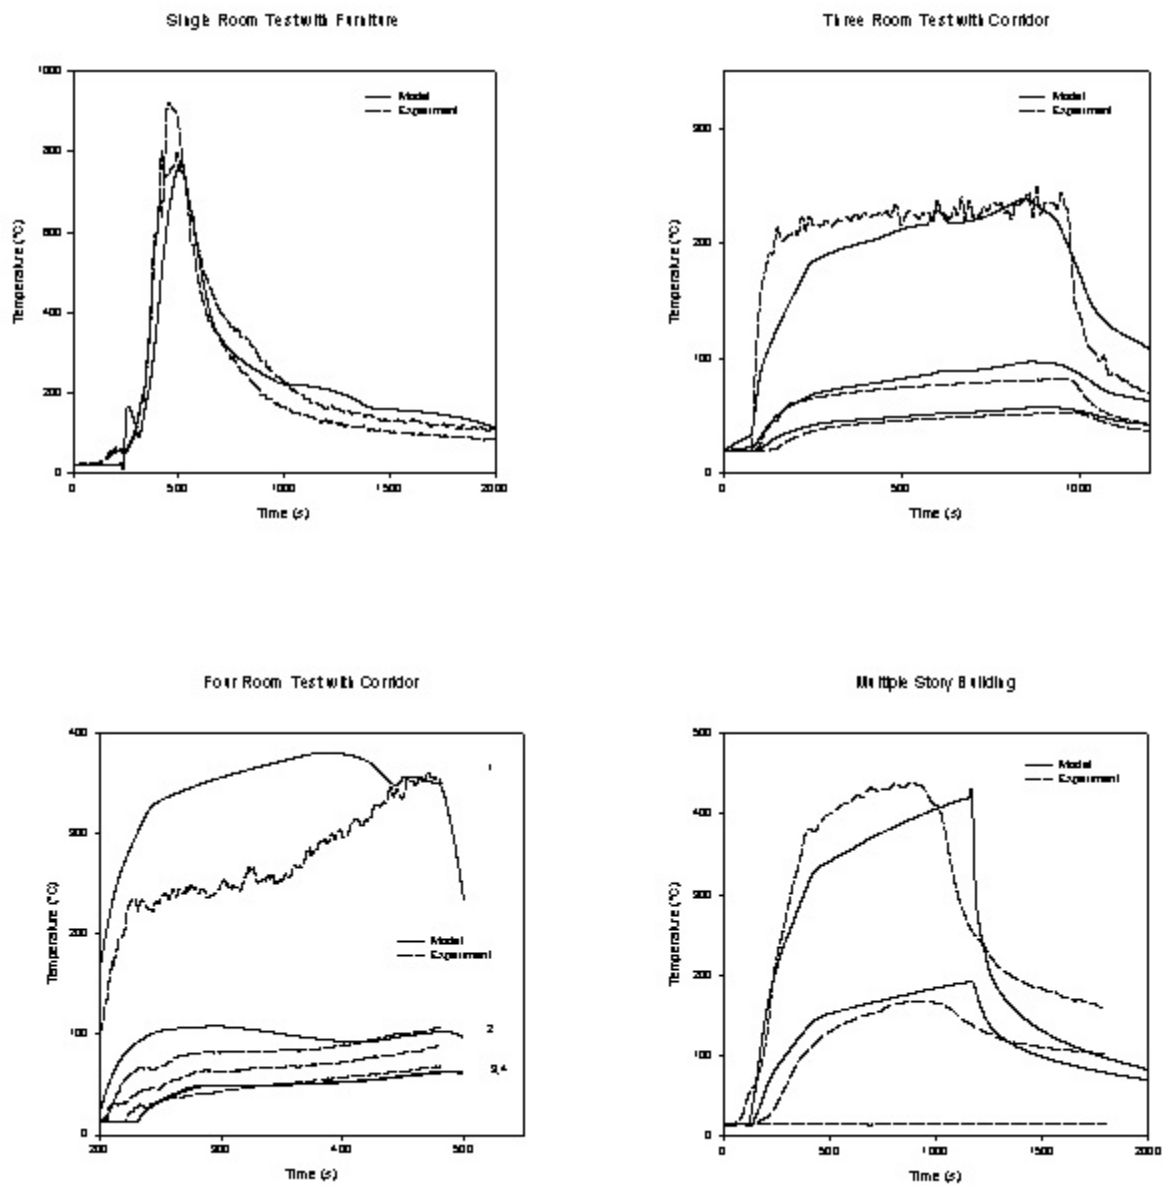 Single Room Test with Furniture
1000
800
600
400
200
0
0
500
1000
1500
2000
Temperature (°C)
Time (s)
Model
Experiment
Three Room Test with Corridor
300
200
100
0
0
500
1000
Temperature (°C)
Time (s)
Model
Experiment
Four Room Test with Corridor
400
300
200
100
0
200
300
400
500
Temperature (°C)
Time (s)
1
Model
Experiment
2
3,4
Multiple Story Building
500
400
300
200
100
0
0
500
1000
1500
2000
Temperature (°C)
Time (s)
Model
Experiment